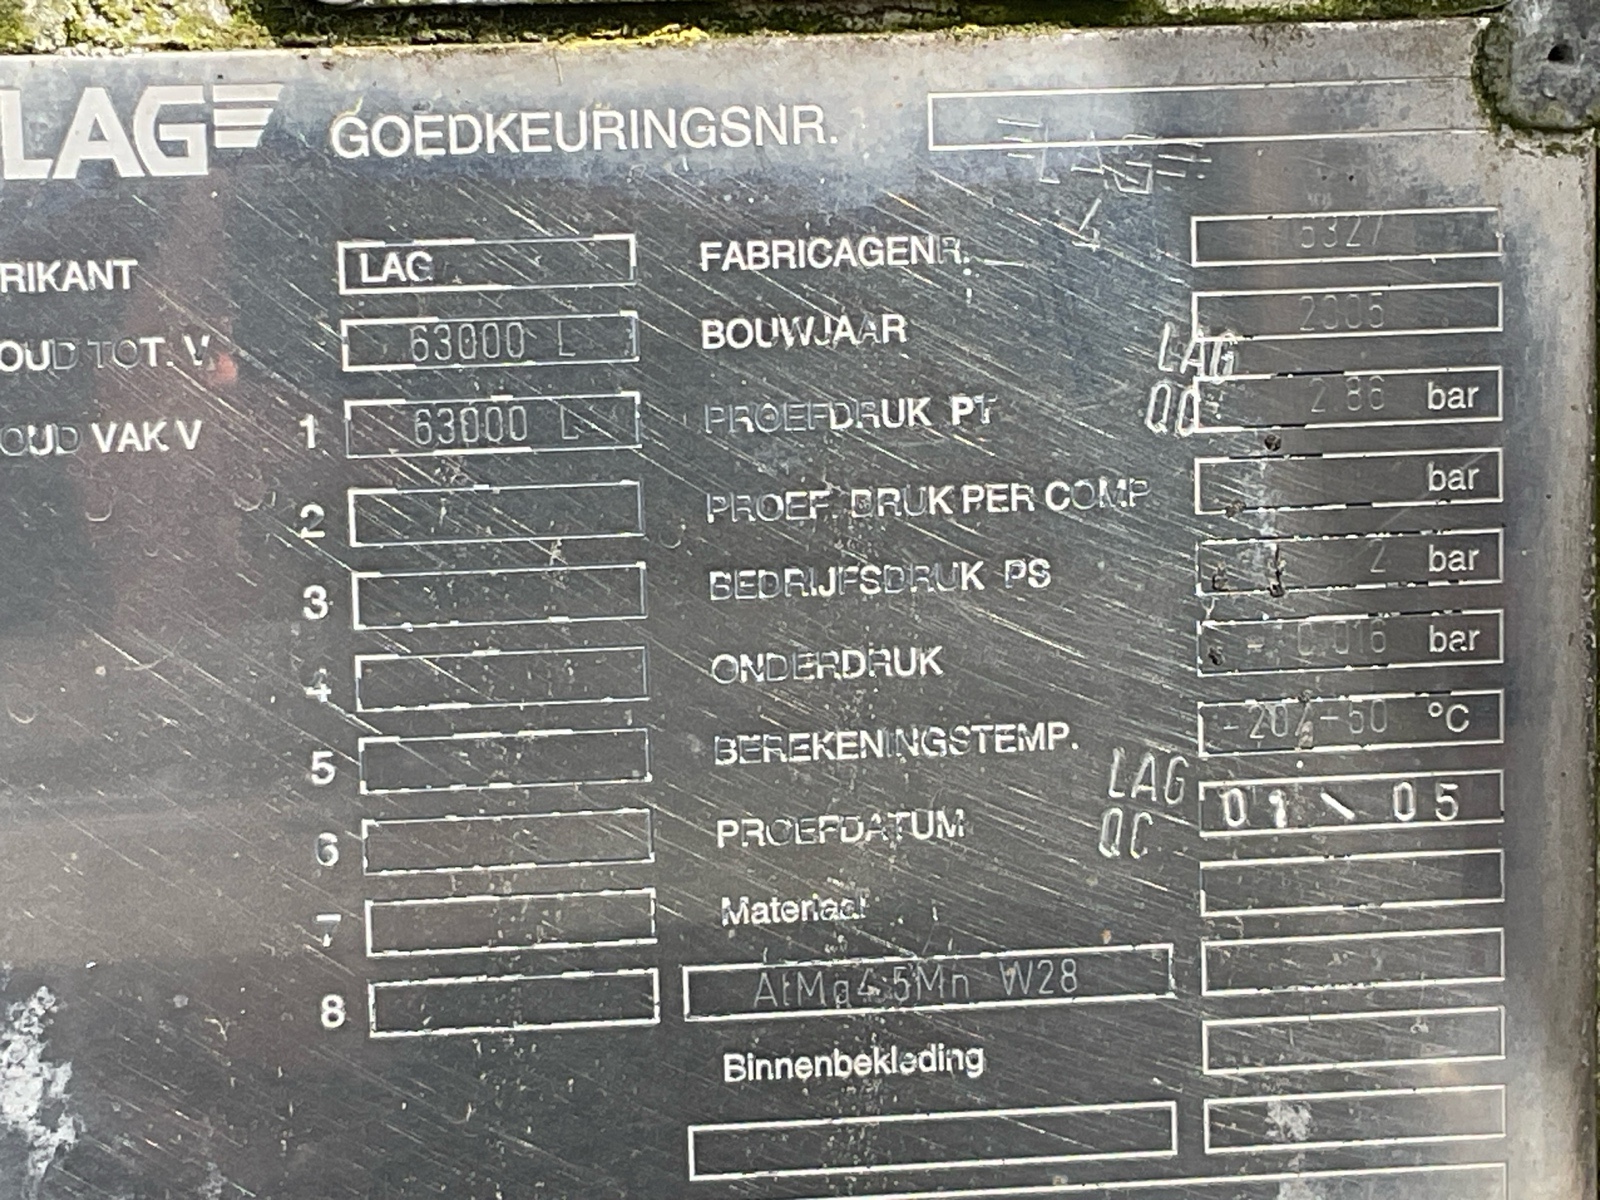 LAG GOEDKEURINGSNR.
RIKANT LAG FABRICAGENR. 5327
OUD TOT. V 63000 L BOUWJAAR 2005
LAG
OUD VAK V 1 63000 L PROEFDRUK PT QC 2.86 bar
2 PROEF. DRUK PER COMP bar
3 BEDRIJFSDRUK PS 2 bar
4 ONDERDRUK - 0.016 bar
5 BEREKENINGSTEMP. -20/+50 °C
LAG
6 PROEFDATUM QC 01 \ 05
7 Materiaal
8 AlMg4.5Mn W28
Binnenbekleding